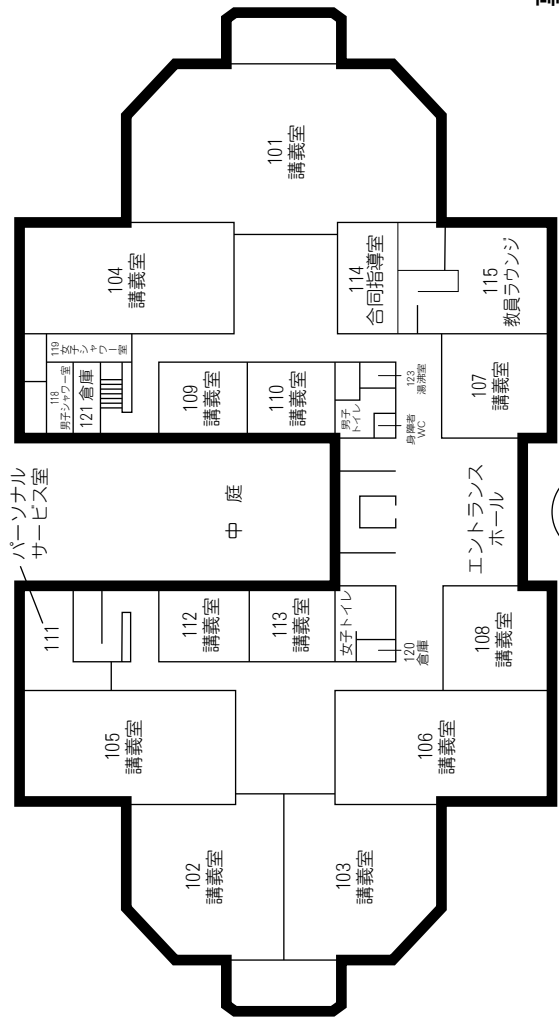 101
講義室
104
講義室
114
合同指導室
115
教員ラウンジ
119
女子シャワー室
118
男子シャワー室
121 倉庫
109
講義室
110
講義室
男子
トイレ
123
湯沸室
身障者
WC
107
講義室
パーソナル
サービス室
中庭
エントランス
ホール
111
112
講義室
113
講義室
女子トイレ
120
倉庫
108
講義室
105
講義室
106
講義室
102
講義室
103
講義室